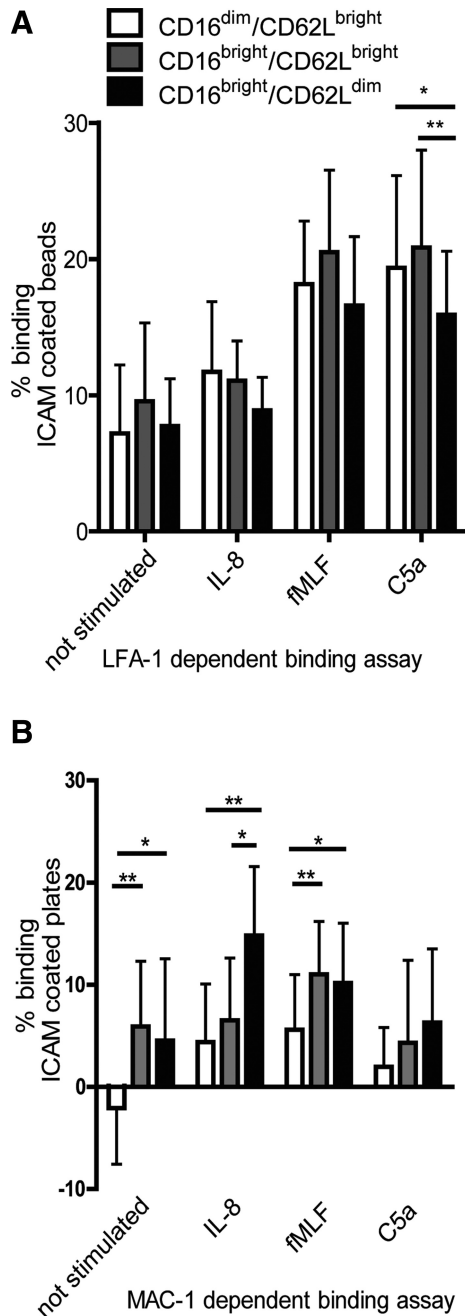 A
CD16dim/CD62Lbright
CD16bright/CD62Lbright
CD16bright/CD62Ldim
*
**
30
20
10
0
% binding
ICAM coated beads
not stimulated
IL-8
fMLF
C5a
LFA-1 dependent binding assay
B
30
20
10
0
-10
% binding
ICAM coated plates
*
**
**
*
*
**
not stimulated
IL-8
fMLF
C5a
MAC-1 dependent binding assay